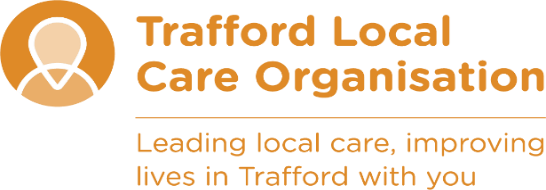 Trafford Local
Care Organisation
Leading local care, improving
lives in Trafford with you